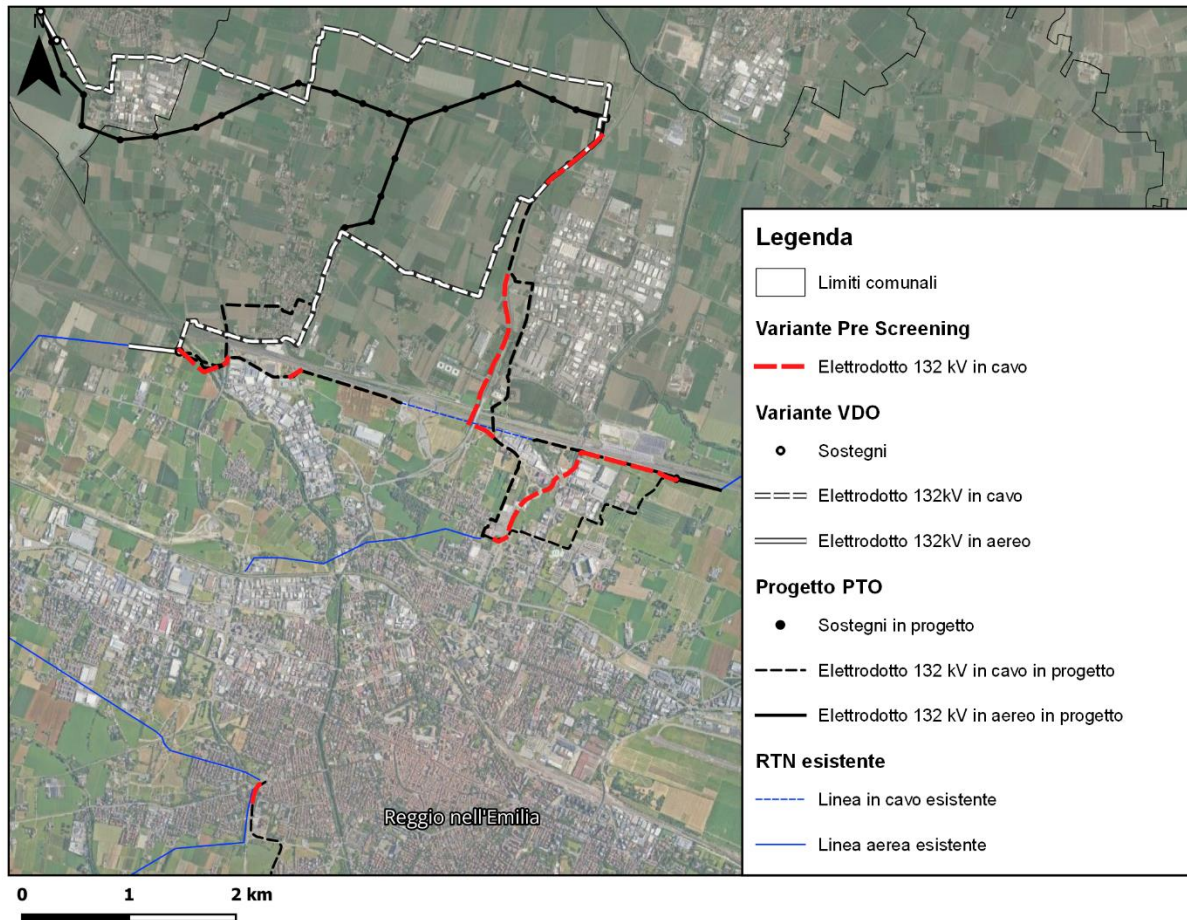 N
Reggio nell'Emilia
Legenda
Limiti comunali
Variante Pre Screening
Elettrodotto 132 kV in cavo
Variante VDO
Sostegni
Elettrodotto 132kV in cavo
Elettrodotto 132kV in aereo
Progetto PTO
Sostegni in progetto
Elettrodotto 132 kV in cavo in progetto
Elettrodotto 132 kV in aereo in progetto
RTN esistente
Linea in cavo esistente
Linea aerea esistente
0 1 2 km